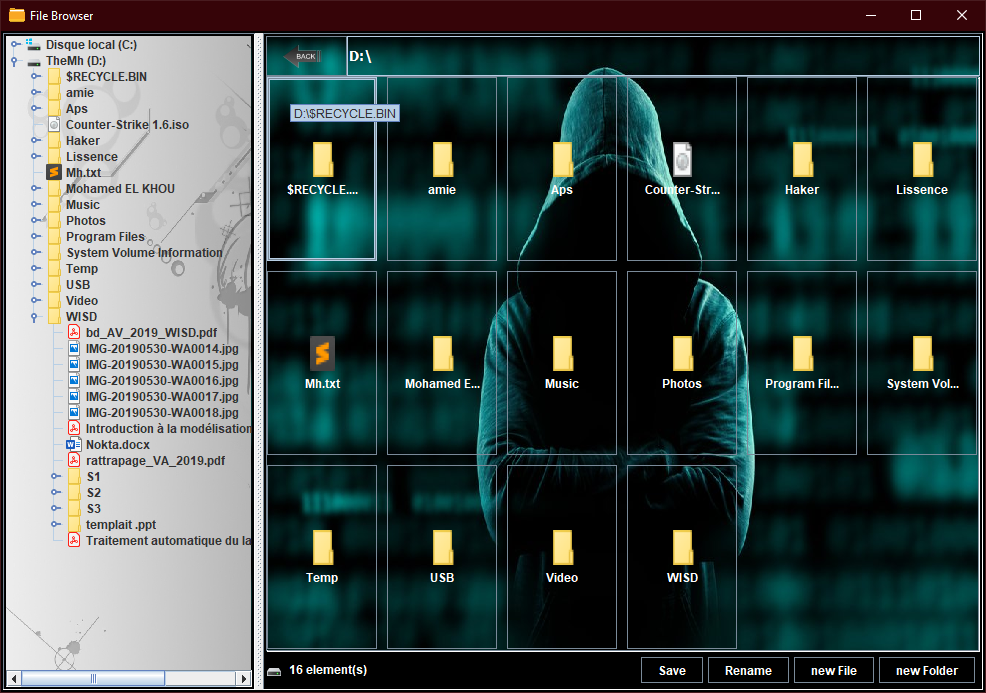 File Browser
Disque local (C:)
TheMh (D:)
$RECYCLE.BIN
amie
Aps
Counter-Strike 1.6.iso
Haker
Lissence
Mh.txt
Mohamed EL KHOU
Music
Photos
Program Files
System Volume Information
Temp
USB
Video
WISD
bd_AV_2019_WISD.pdf
IMG-20190530-WA0014.jpg
IMG-20190530-WA0015.jpg
IMG-20190530-WA0016.jpg
IMG-20190530-WA0017.jpg
IMG-20190530-WA0018.jpg
Introduction à la modélisation
Nokta.docx
rattrapage_VA_2019.pdf
S1
S2
S3
templait .ppt
Traitement automatique du la
BACK
D:\
D:\$RECYCLE.BIN
$RECYCLE....
amie
Aps
Counter-Str...
Haker
Lissence
Mh.txt
Mohamed E...
Music
Photos
Program Fil...
System Vol...
Temp
USB
Video
WISD
16 element(s)
Save
Rename
new File
new Folder